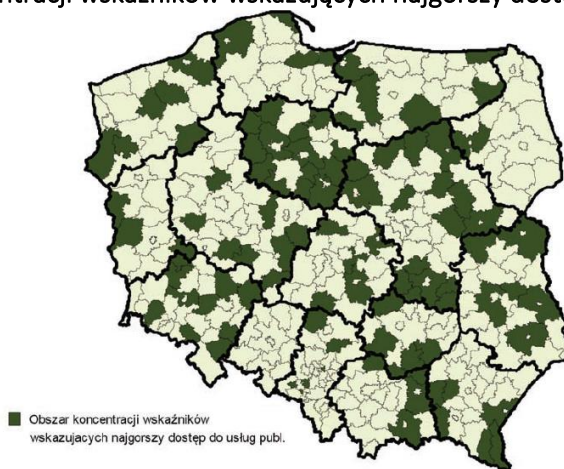 wskaźników wskazujących najgorszy
Obszar koncentracji wskaźników
wskazujacych najgorszy dostęp do usług publ.